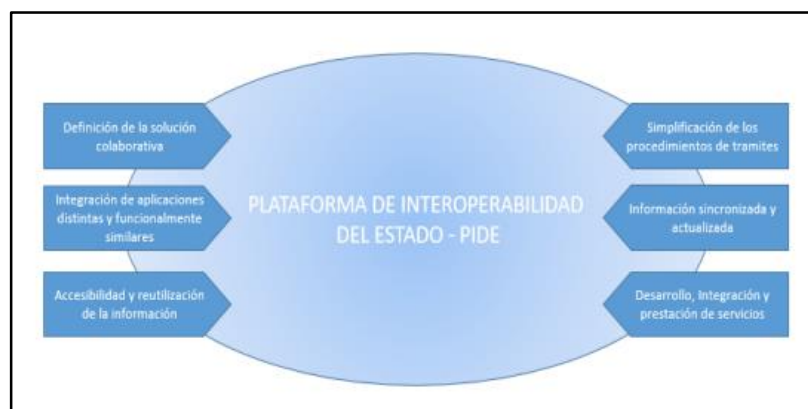 Definición de la solución
colaborativa
Integración de aplicaciones
distintas y funcionalmente
similares
Accesibilidad y reutilización
de la información
PLATAFORMA DE INTEROPERABILIDAD
DEL ESTADO - PIDE
Simplificación de los
procedimientos de tramites
Información sincronizada y
actualizada
Desarrollo, Integración y
prestación de servicios